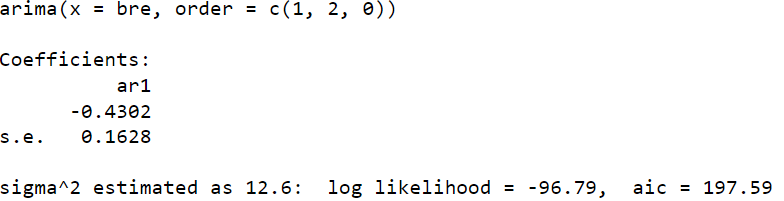 arima(x = bre, order = c(1, 2, 0))
Coefficients:
ar1
-0.4302
s.e. 0.1628
sigma^2 estimated as 12.6: log likelihood = -96.79, aic = 197.59